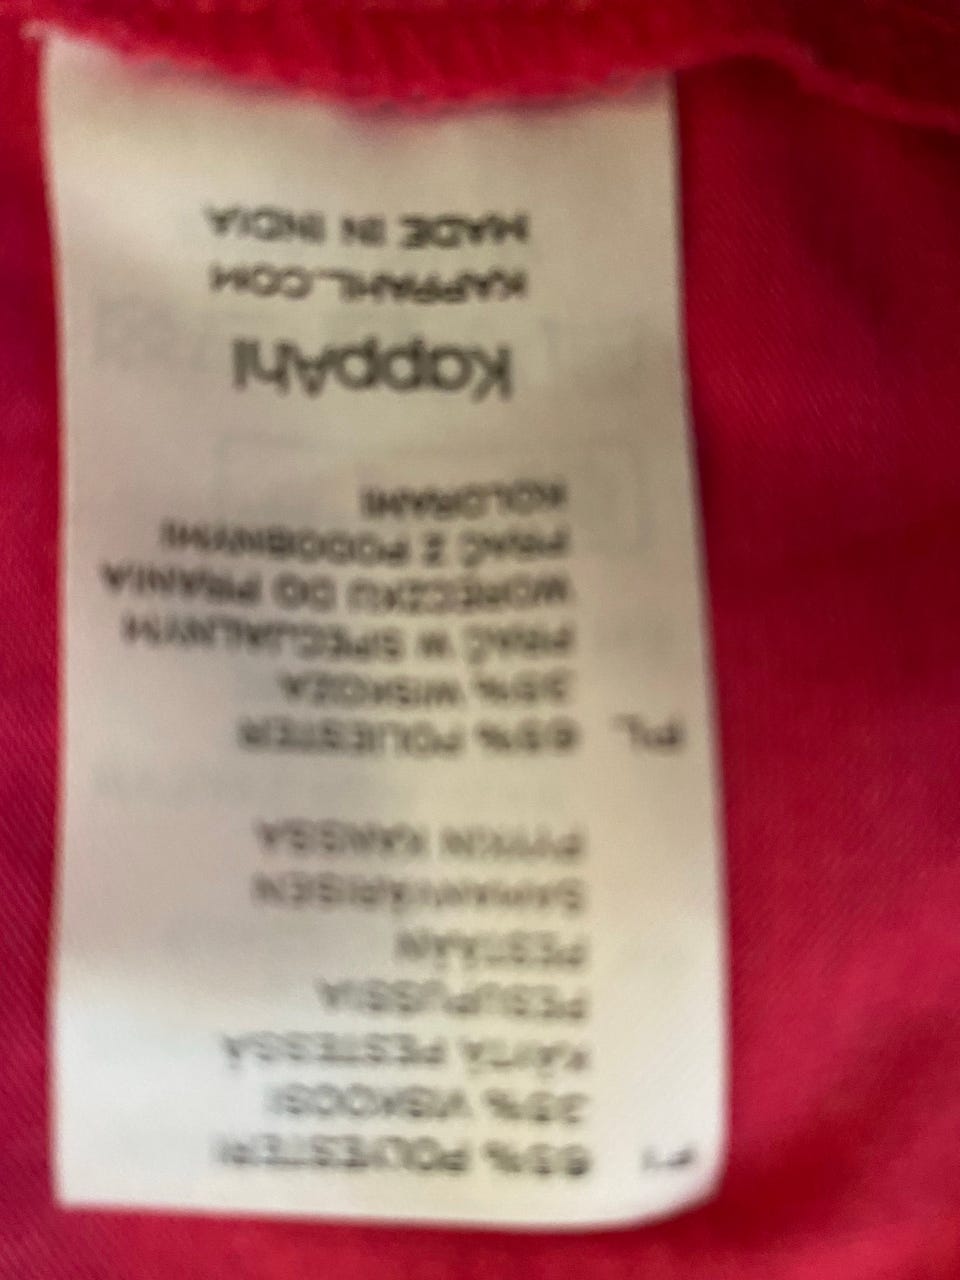 FI 65% POLYESTERI
35% VISKOOSI
KÄYTÄ PESTESSÄ
PESUPUSSIA
PESTÄÄN
SAMANVÄRISEN
PYYKIN KANSSA
PL 65% POLIESTER
35% WISKOZA
PRAĆ W SPECJALNYM
WORECZKU DO PRANIA
PRAĆ Z PODOBNYMI
KOLORAMI
KappAhl
KAPPAHL.COM
MADE IN INDIA